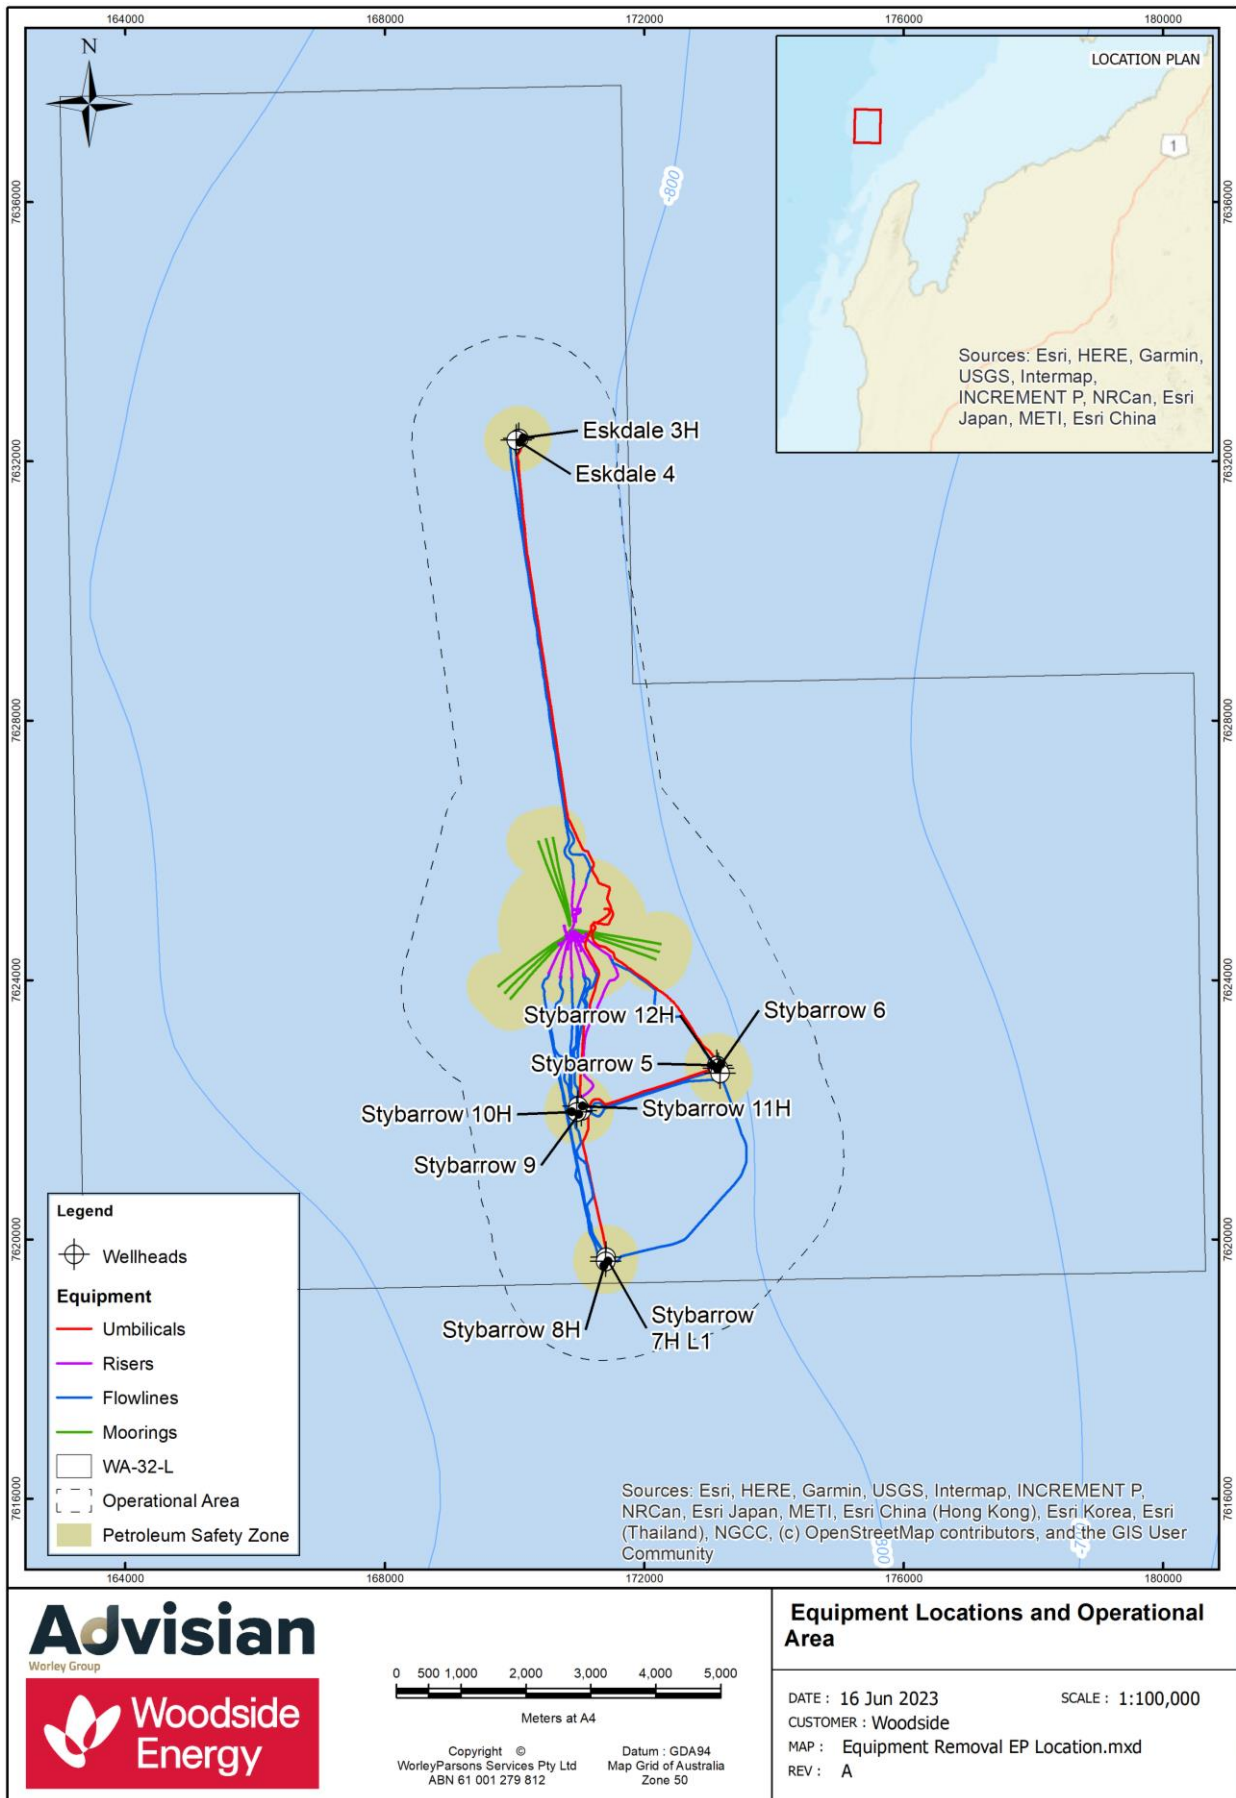 164000
168000
172000
176000
180000
N
LOCATION PLAN
1
Sources: Esri, HERE, Garmin,
USGS, Intermap,
INCREMENT P, NRCan, Esri
Japan, METI, Esri China
-800
7636000
7636000
7632000
7632000
7628000
7628000
7624000
7624000
7620000
7620000
7616000
7616000
Eskdale 3H
Eskdale 4
Stybarrow 12H
Stybarrow 6
Stybarrow 5
Stybarrow 10H
Stybarrow 11H
Stybarrow 9
Stybarrow 8H
Stybarrow
7H L1
Legend
Wellheads
Equipment
Umbilicals
Risers
Flowlines
Moorings
WA-32-L
Operational Area
Petroleum Safety Zone
Sources: Esri, HERE, Garmin, USGS, Intermap, INCREMENT P,
NRCan, Esri Japan, METI, Esri China (Hong Kong), Esri Korea, Esri
(Thailand), NGCC, (c) OpenStreetMap contributors, and the GIS User
Community
164000
168000
172000
176000
180000
Advisian
Worley Group
Woodside
Energy
0 500 1,000 2,000 3,000 4,000 5,000
Meters at A4
Copyright ©
WorleyParsons Services Pty Ltd
ABN 61 001 279 812
Datum : GDA94
Map Grid of Australia
Zone 50
Equipment Locations and Operational
Area
DATE : 16 Jun 2023
SCALE : 1:100,000
CUSTOMER : Woodside
MAP : Equipment Removal EP Location.mxd
REV : A